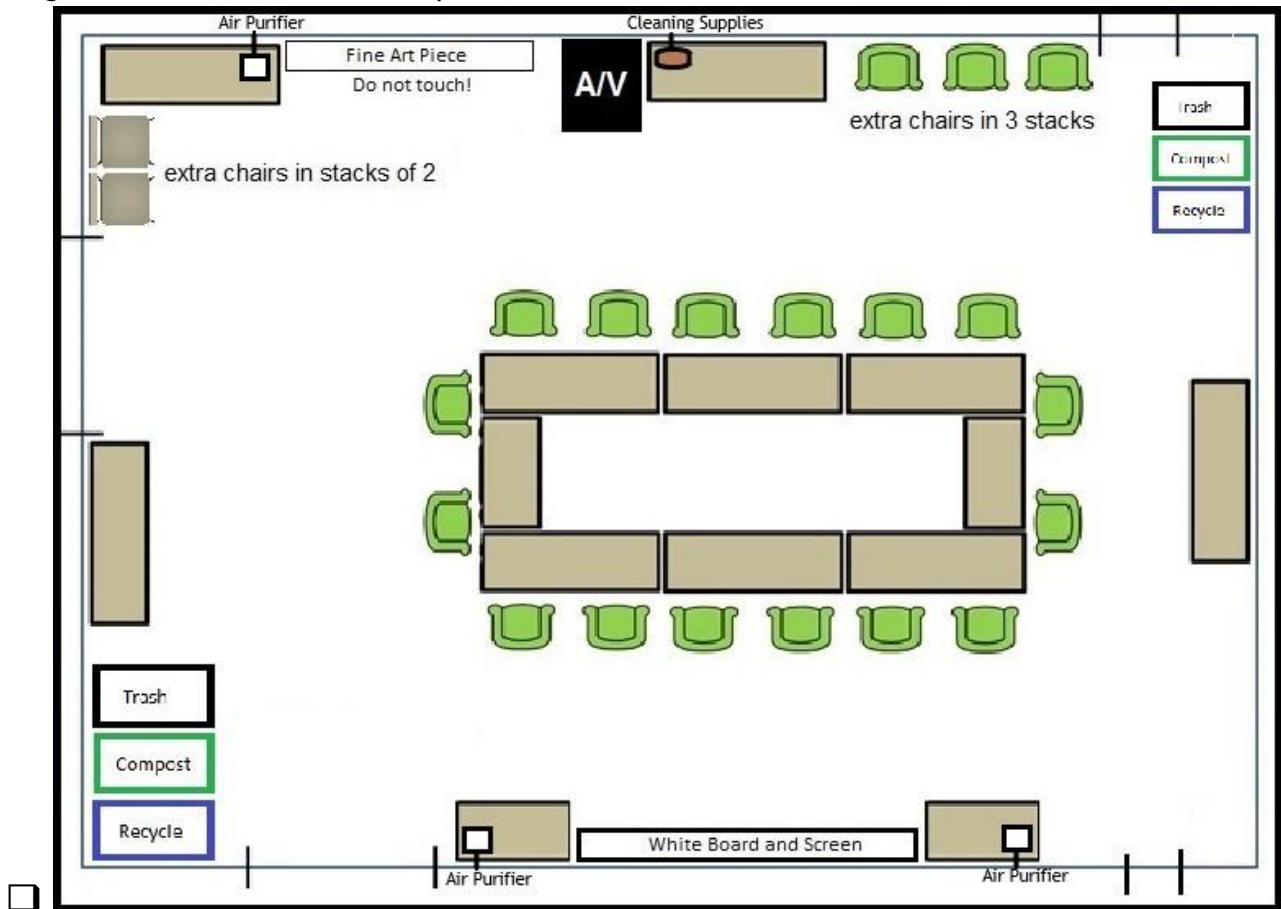 Air Purifier
Cleaning Supplies
Fine Art Piece
Do not touch!
A/V
extra chairs in 3 stacks
Trash
Compost
Recycle
extra chairs in stacks of 2
Trash
Compost
Recycle
White Board and Screen
Air Purifier
Air Purifier